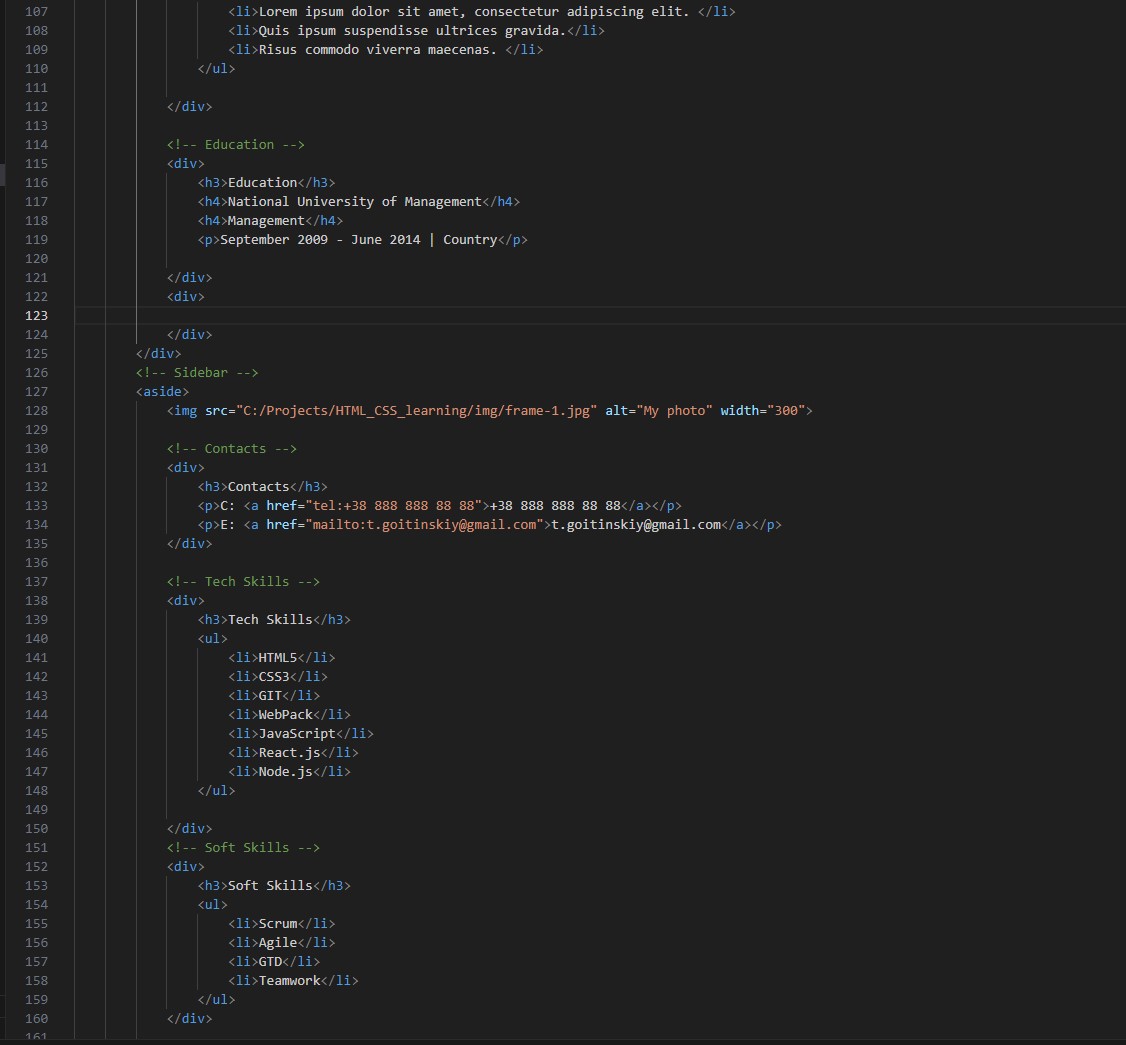 107 <li>Lorem ipsum dolor sit amet, consectetur adipiscing elit. </li>
108 <li>Quis ipsum suspendisse ultrices gravida.</li>
109 <li>Risus commodo viverra maecenas. </li>
110 </ul>
111
112 </div>
113
114 <!-- Education -->
115 <div>
116 <h3>Education</h3>
117 <h4>National University of Management</h4>
118 <h4>Management</h4>
119 <p>September 2009 - June 2014 | Country</p>
120
121 </div>
122 <div>
123
124 </div>
125 </div>
126 <!-- Sidebar -->
127 <aside>
128 <img src="C:/Projects/HTML_CSS_learning/img/frame-1.jpg" alt="My photo" width="300">
129
130 <!-- Contacts -->
131 <div>
132 <h3>Contacts</h3>
133 <p>C: <a href="tel:+38 888 888 88 88">+38 888 888 88 88</a></p>
134 <p>E: <a href="mailto:t.goitinskiy@gmail.com">t.goitinskiy@gmail.com</a></p>
135 </div>
136
137 <!-- Tech Skills -->
138 <div>
139 <h3>Tech Skills</h3>
140 <ul>
141 <li>HTML5</li>
142 <li>CSS3</li>
143 <li>GIT</li>
144 <li>WebPack</li>
145 <li>JavaScript</li>
146 <li>React.js</li>
147 <li>Node.js</li>
148 </ul>
149
150 </div>
151 <!-- Soft Skills -->
152 <div>
153 <h3>Soft Skills</h3>
154 <ul>
155 <li>Scrum</li>
156 <li>Agile</li>
157 <li>GTD</li>
158 <li>Teamwork</li>
159 </ul>
160 </div>
161